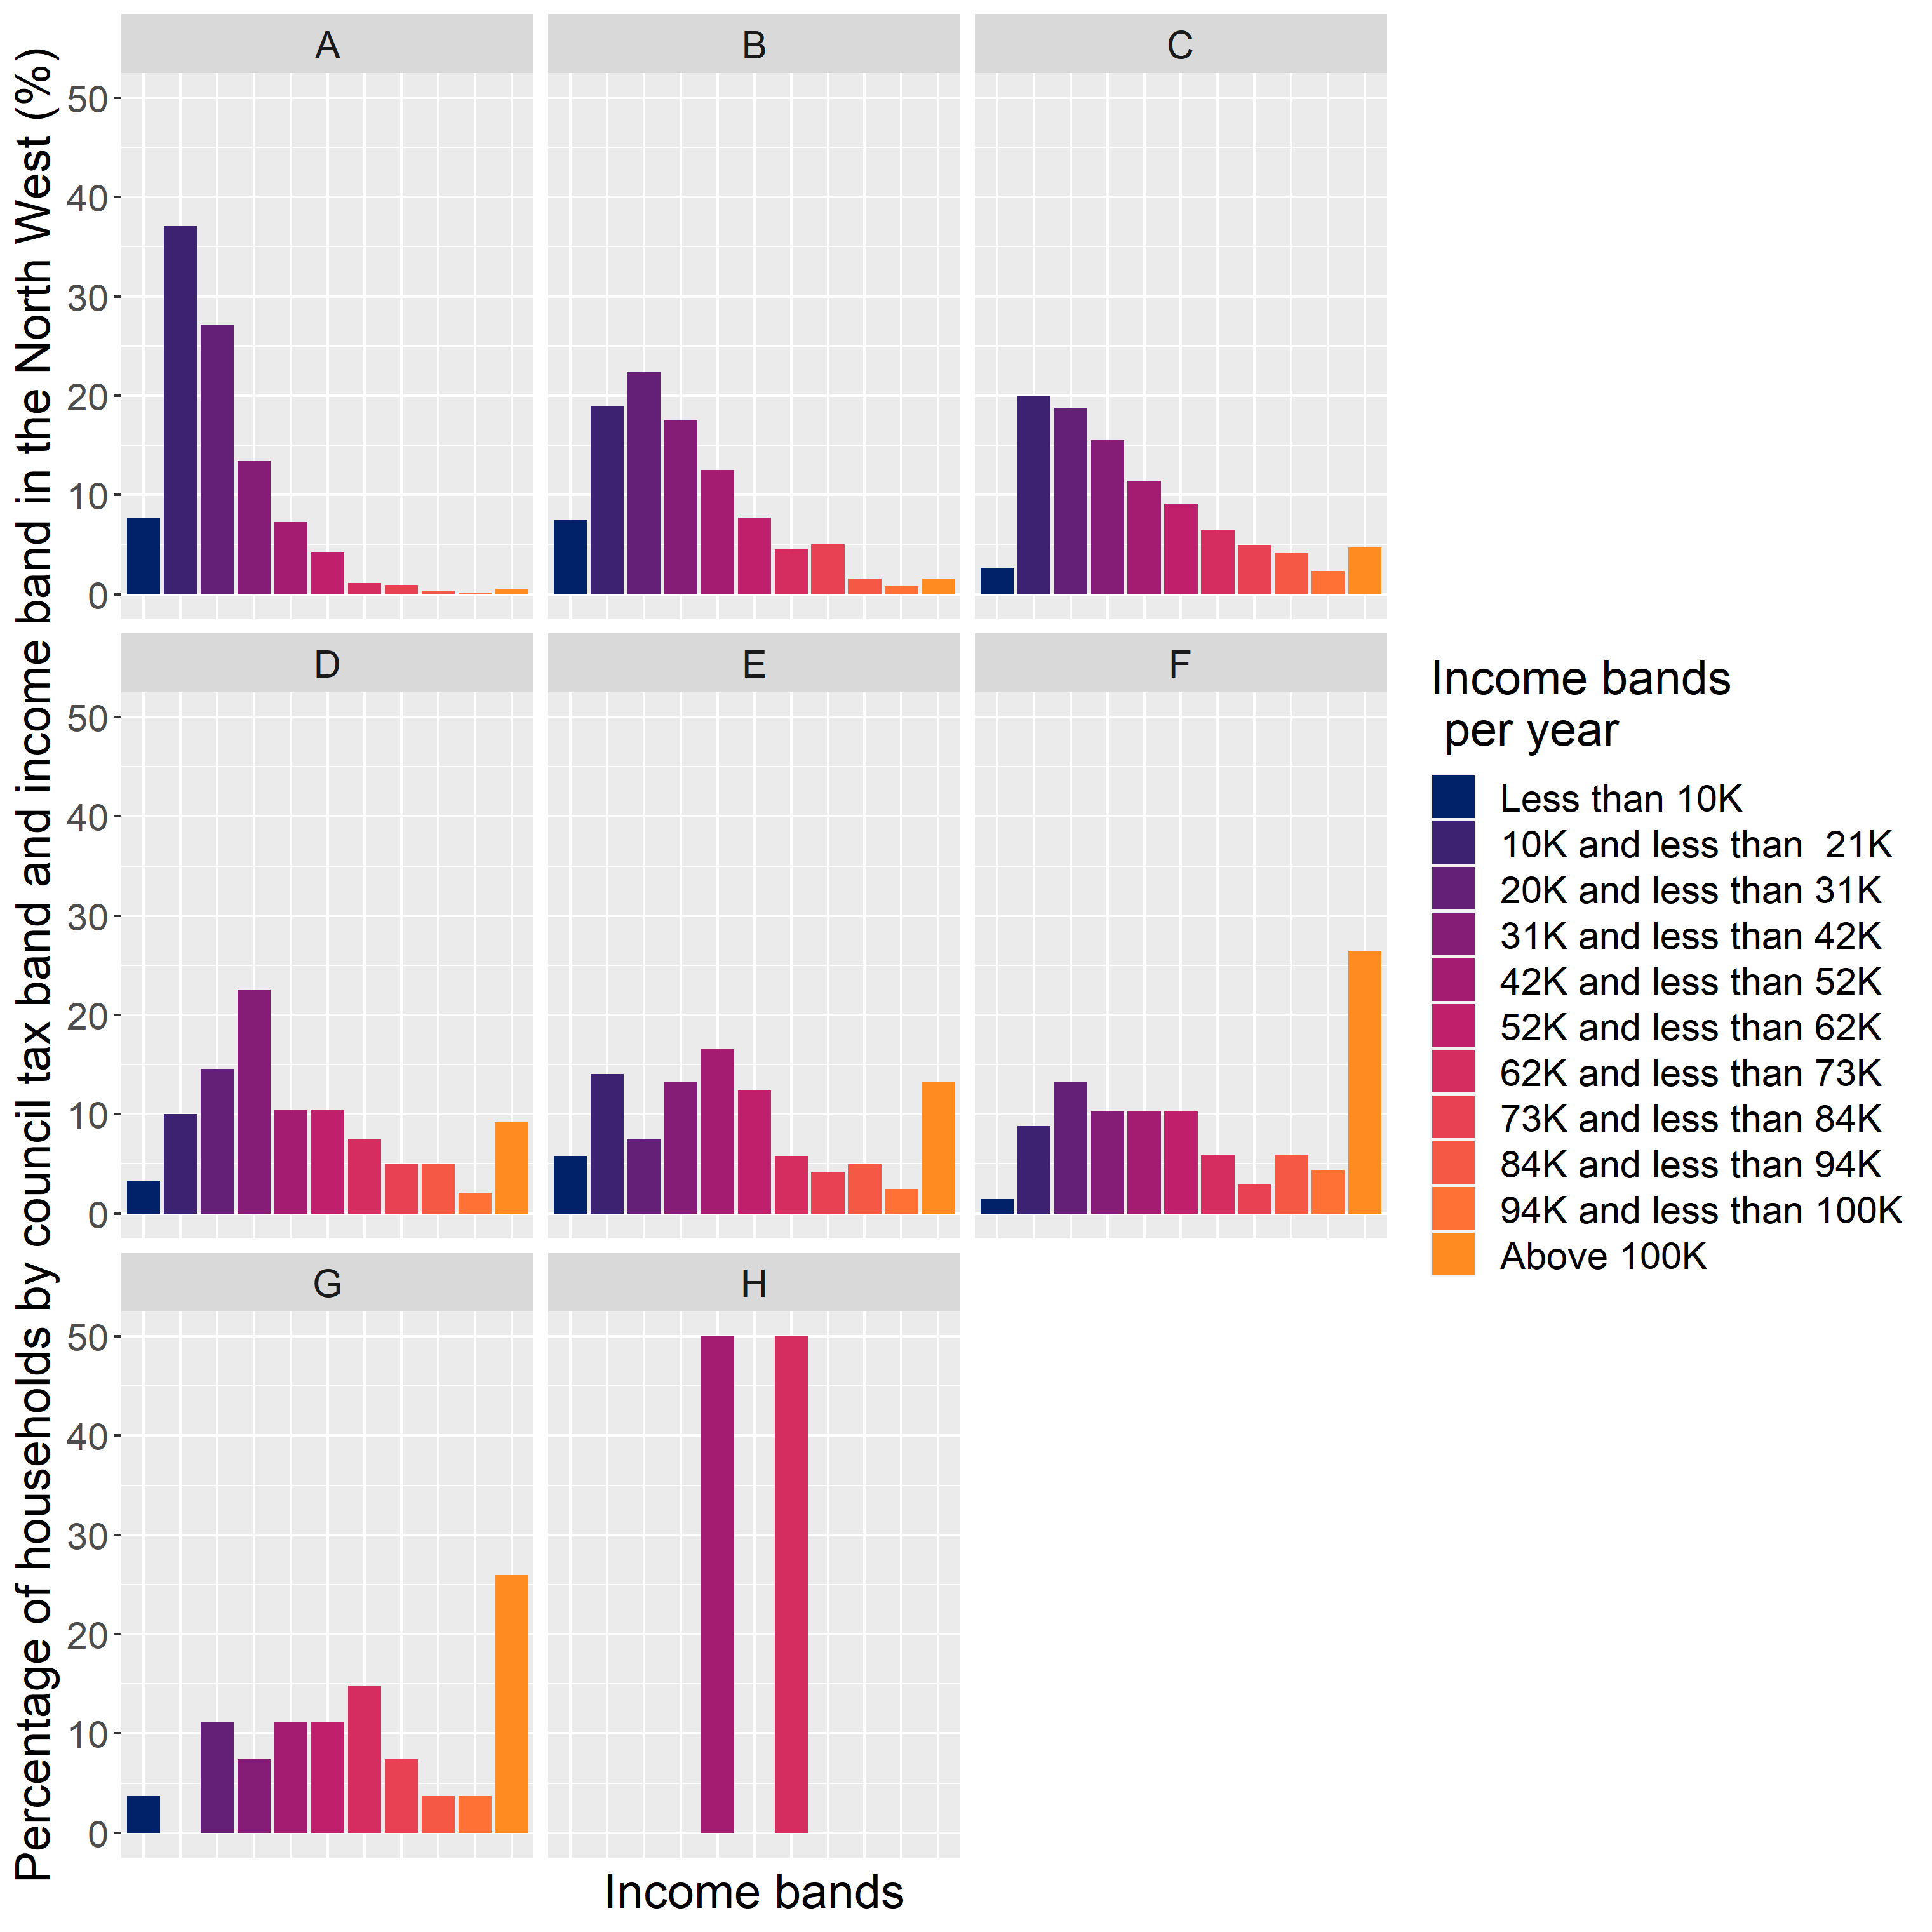 Percentage of households by council tax band and income band in the North West (%)
A
B
C
50
40
30
20
10
0
D
E
F
50
40
30
20
10
0
G
H
50
40
30
20
10
0
Income bands
Income bands
per year
Less than 10K
10K and less than  21K
20K and less than 31K
31K and less than 42K
42K and less than 52K
52K and less than 62K
62K and less than 73K
73K and less than 84K
84K and less than 94K
94K and less than 100K
Above 100K